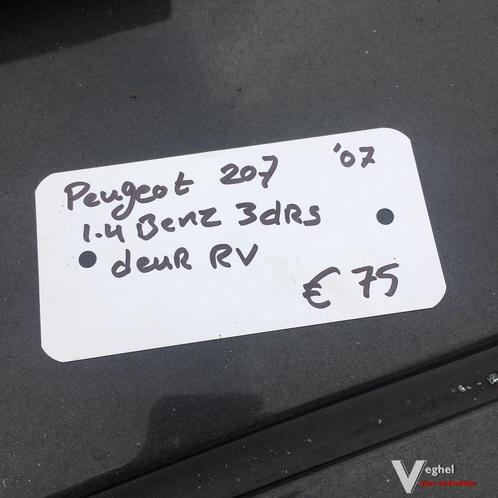 Peugeot 207 '07
1.4 Benz 3dRs
deuR RV
€ 75
Veghel